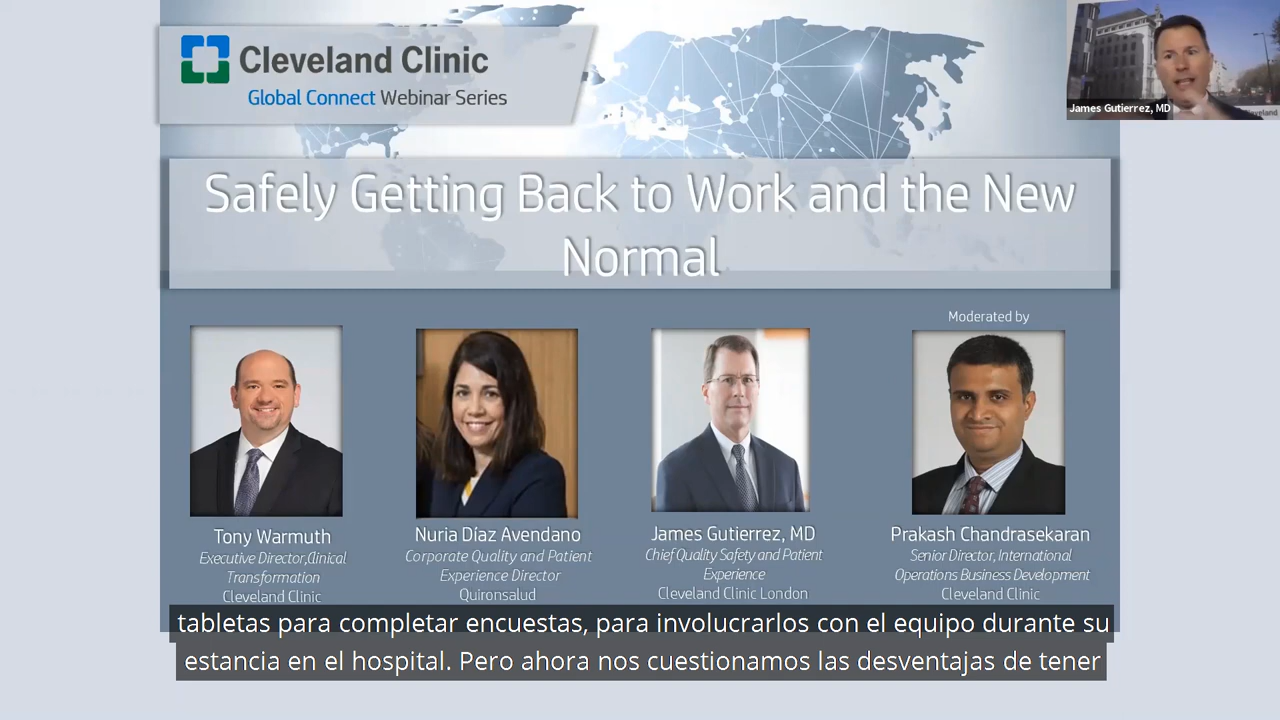 Cleveland Clinic
Global Connect Webinar Series
James Gutierrez, MD
Safely Getting Back to Work and the New
Normal
Moderated by
Tony Warmuth
Executive Director,Clinical
Transformation
Cleveland Clinic
Nuria Díaz Avendano
Corporate Quality and Patient
Experience Director
Quironsalud
James Gutierrez, MD
Chief Quality Safety and Patient
Experience
Cleveland Clinic London
Prakash Chandrasekaran
Senior Director, International
Operations Business Development
Cleveland Clinic
tabletas para completar encuestas, para involucrarlos con el equipo durante su
estancia en el hospital. Pero ahora nos cuestionamos las desventajas de tener